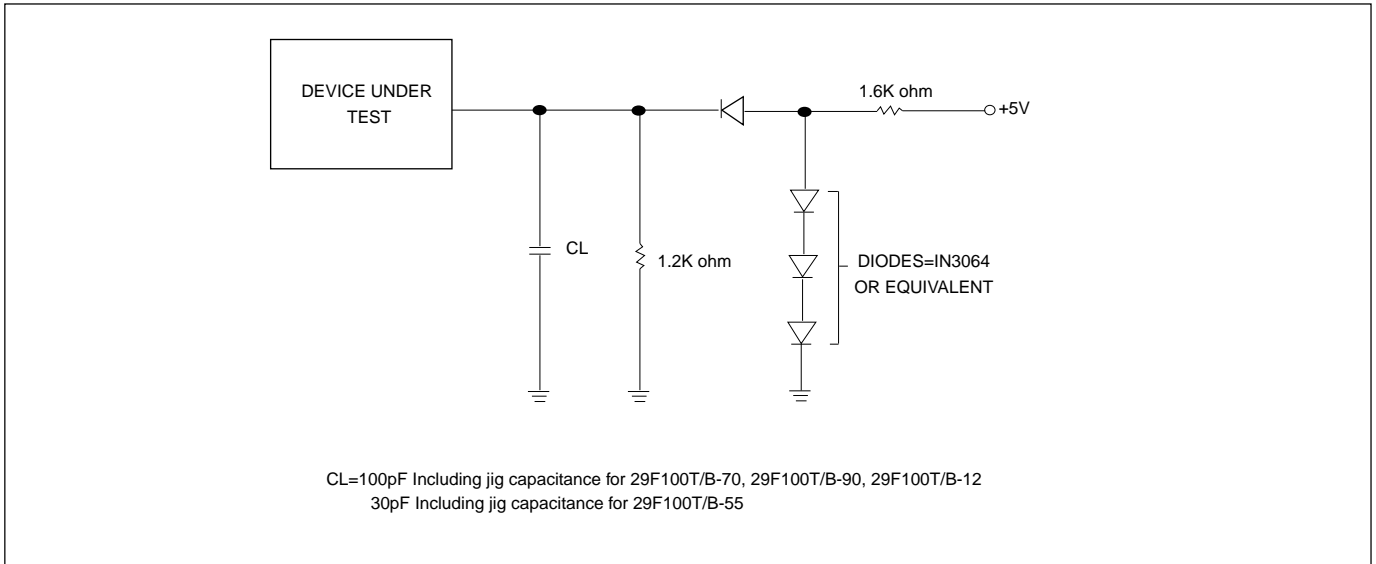 DEVICE UNDER
TEST
1.6K ohm
+5V
CL
1.2K ohm
DIODES=IN3064
OR EQUIVALENT
CL=100pF Including jig capacitance for 29F100T/B-70, 29F100T/B-90, 29F100T/B-12
30pF Including jig capacitance for 29F100T/B-55